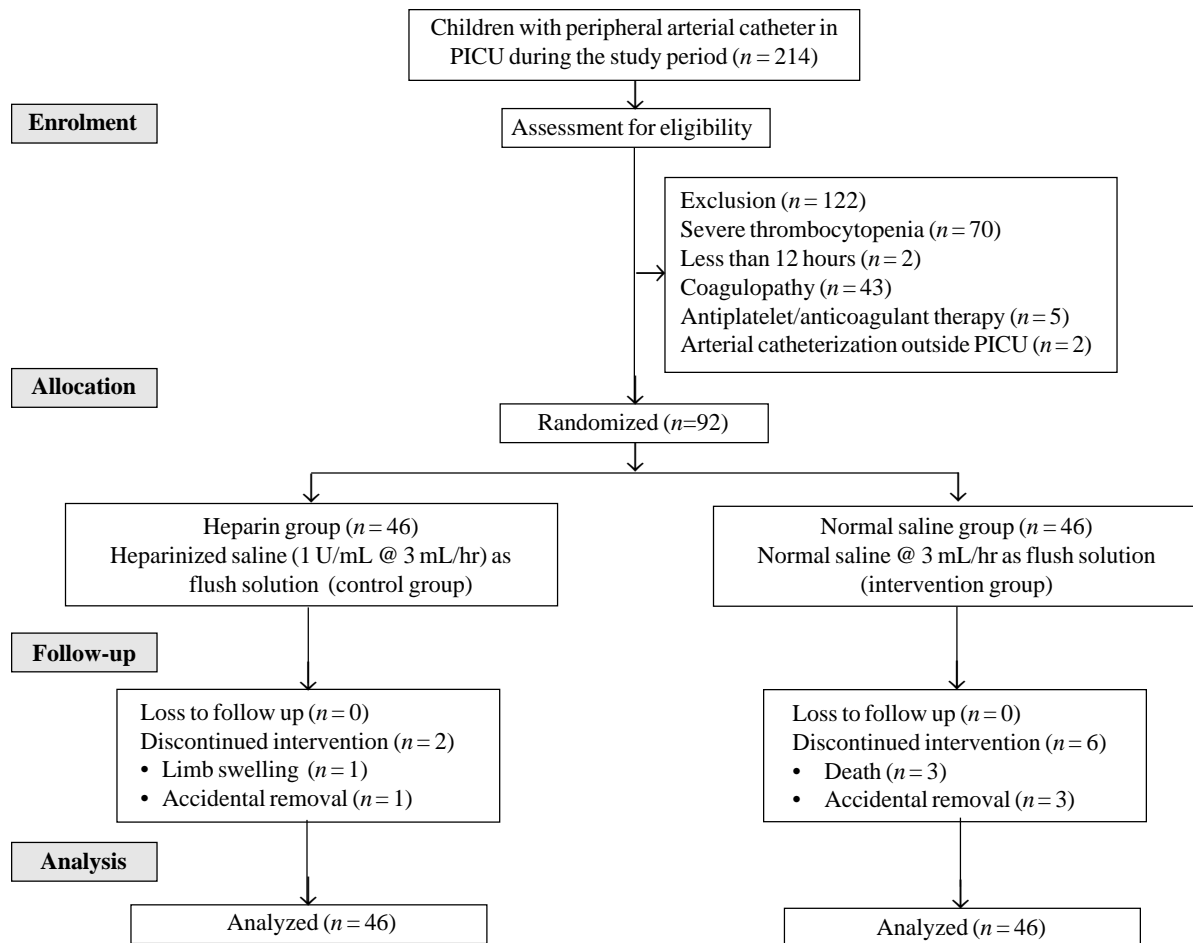 Children with peripheral arterial catheter in
PICU during the study period (n = 214)
Enrolment
Assessment for eligibility
Exclusion (n = 122)
Severe thrombocytopenia (n = 70)
Less than 12 hours (n = 2)
Coagulopathy (n = 43)
Antiplatelet/anticoagulant therapy (n = 5)
Arterial catheterization outside PICU (n = 2)
Allocation
Randomized (n=92)
Heparin group (n = 46)
Heparinized saline (1 U/mL @ 3 mL/hr) as
flush solution (control group)
Normal saline group (n = 46)
Normal saline @ 3 mL/hr as flush solution
(intervention group)
Follow-up
Loss to follow up (n = 0)
Discontinued intervention (n = 2)
• Limb swelling (n = 1)
• Accidental removal (n = 1)
Loss to follow up (n = 0)
Discontinued intervention (n = 6)
• Death (n = 3)
• Accidental removal (n = 3)
Analysis
Analyzed (n = 46)
Analyzed (n = 46)